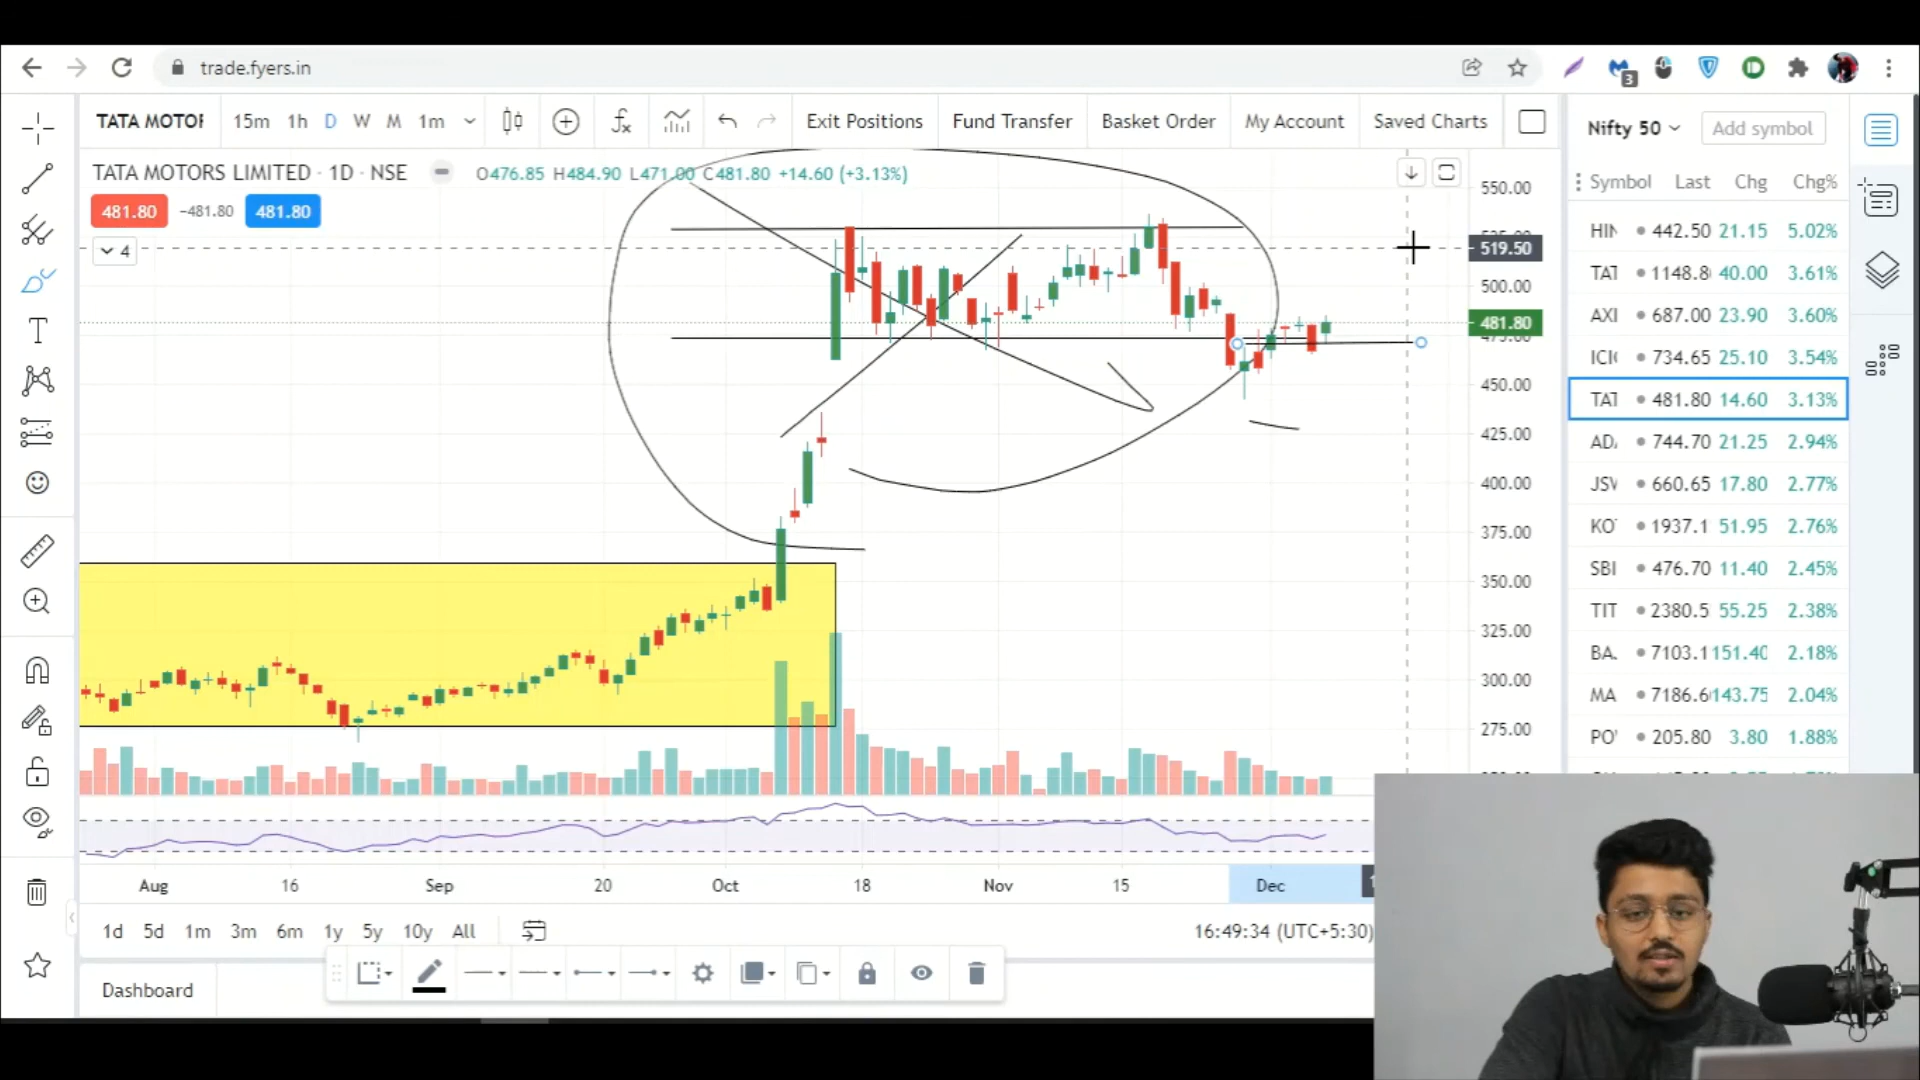 trade.fyers.in
3
TATA MOTOR 15m 1h D W M 1m Exit Positions Fund Transfer Basket Order My Account Saved Charts
Nifty 50 Add symbol
TATA MOTORS LIMITED · 1D · NSE O476.85 H484.90 L471.00 C481.80 +14.60 (+3.13%)
Symbol Last Chg Chg%
481.80 −481.80 481.80
4
550.00
519.50
500.00
481.80
475.00
450.00
425.00
400.00
375.00
350.00
325.00
300.00
275.00
HIN 442.50 21.15 5.02%
TAT 1148.8 40.00 3.61%
AXI 687.00 23.90 3.60%
ICI 734.65 25.10 3.54%
TAT 481.80 14.60 3.13%
AD 744.70 21.25 2.94%
JSV 660.65 17.80 2.77%
KO 1937.1 51.95 2.76%
SBI 476.70 11.40 2.45%
TIT 2380.5 55.25 2.38%
BA. 7103.1 151.40 2.18%
MA 7186.6 143.75 2.04%
PO 205.80 3.80 1.88%
Aug 16 Sep 20 Oct 18 Nov 15 Dec
1d 5d 1m 3m 6m 1y 5y 10y All 16:49:34 (UTC+5:30)
Dashboard